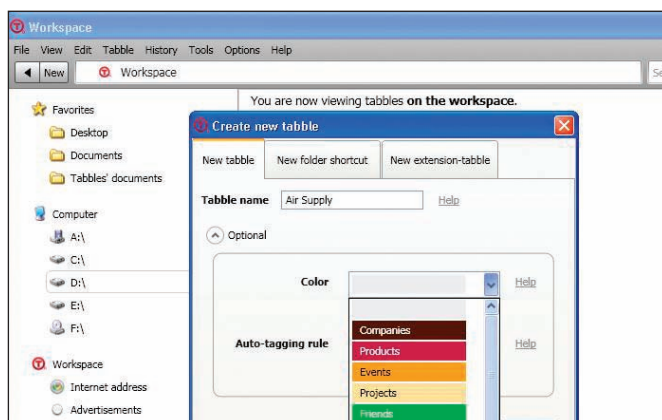 Workspace
File View Edit Tabble History Tools Options Help
New Workspace Se
Favorites
Desktop
Documents
Tabbles' documents
Computer
A:\
C:\
D:\
E:\
F:\
Workspace
Internet address
Advertisements
You are now viewing tabbles on the workspace.
Create new tabble
New tabble New folder shortcut New extension-tabble
Tabble name Air Supply Help
Optional
Color Help
Auto-tagging rule Help
Companies
Products
Events
Projects
Friends